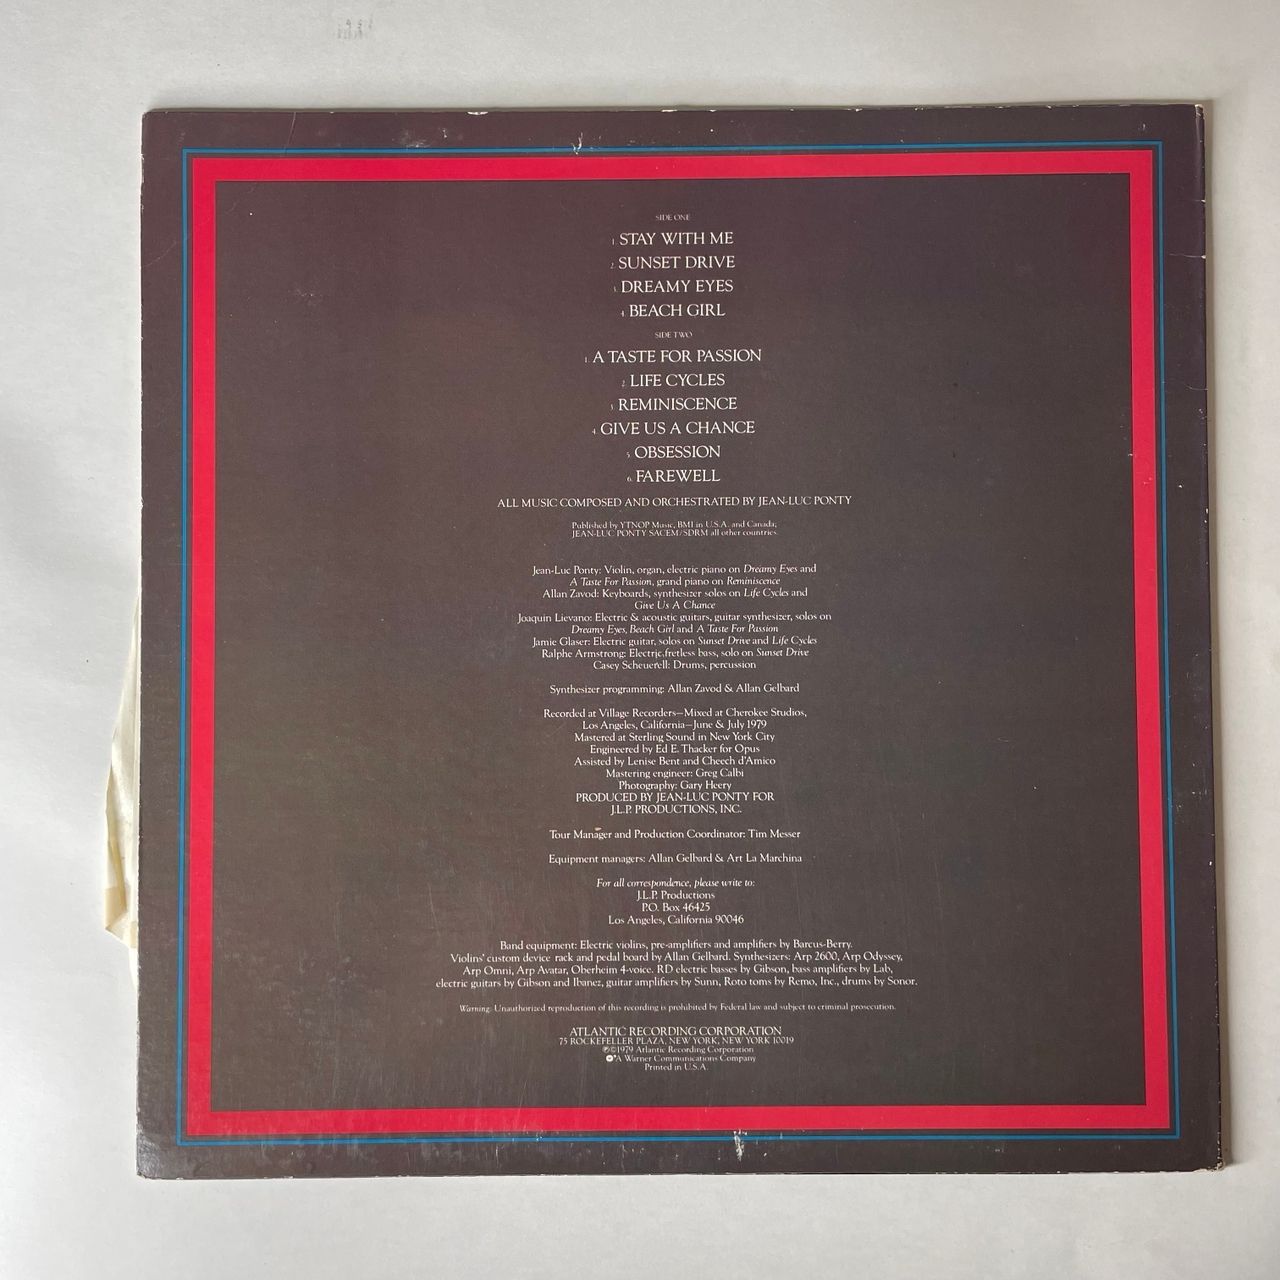 SIDE ONE
1. STAY WITH ME
2. SUNSET DRIVE
3. DREAMY EYES
4. BEACH GIRL
SIDE TWO
1. A TASTE FOR PASSION
2. LIFE CYCLES
3. REMINISCENCE
4. GIVE US A CHANCE
5. OBSESSION
6. FAREWELL
ALL MUSIC COMPOSED AND ORCHESTRATED BY JEAN-LUC PONTY
Published by YTNOP Music, BMI in U.S.A. and Canada;
JEAN-LUC PONTY SACEM/SDRM all other countries.
Jean-Luc Ponty: Violin, organ, electric piano on Dreamy Eyes and
A Taste For Passion, grand piano on Reminiscence
Allan Zavod: Keyboards, synthesizer solos on Life Cycles and
Give Us A Chance
Joaquin Lievano: Electric & acoustic guitars, guitar synthesizer, solos on
Dreamy Eyes, Beach Girl and A Taste For Passion
Jamie Glaser: Electric guitar, solos on Sunset Drive and Life Cycles
Ralphe Armstrong: Electric, fretless bass, solo on Sunset Drive
Casey Scheuerell: Drums, percussion
Synthesizer programming: Allan Zavod & Allan Gelbard
Recorded at Village Recorders—Mixed at Cherokee Studios,
Los Angeles, California—June & July 1979
Mastered at Sterling Sound in New York City
Engineered by Ed E. Thacker for Opus
Assisted by Lenise Bent and Cheech d'Amico
Mastering engineer: Greg Calbi
Photography: Gary Heery
PRODUCED BY JEAN-LUC PONTY FOR
J.L.P. PRODUCTIONS, INC.
Tour Manager and Production Coordinator: Tim Messer
Equipment managers: Allan Gelbard & Art La Marchina
For all correspondence, please write to:
J.L.P. Productions
P.O. Box 46425
Los Angeles, California 90046
Band equipment: Electric violins, pre-amplifiers and amplifiers by Barcus-Berry.
Violins' custom device rack and pedal board by Allan Gelbard. Synthesizers: Arp 2600, Arp Odyssey,
Arp Omni, Arp Avatar, Oberheim 4-voice. RD electric basses by Gibson, bass amplifiers by Lab,
electric guitars by Gibson and Ibanez, guitar amplifiers by Sunn, Roto toms by Remo, Inc., drums by Sonor.
Warning: Unauthorized reproduction of this recording is prohibited by Federal law and subject to criminal prosecution.
ATLANTIC RECORDING CORPORATION
75 ROCKEFELLER PLAZA, NEW YORK, NEW YORK 10019
℗©1979 Atlantic Recording Corporation
A Warner Communications Company
Printed in U.S.A.